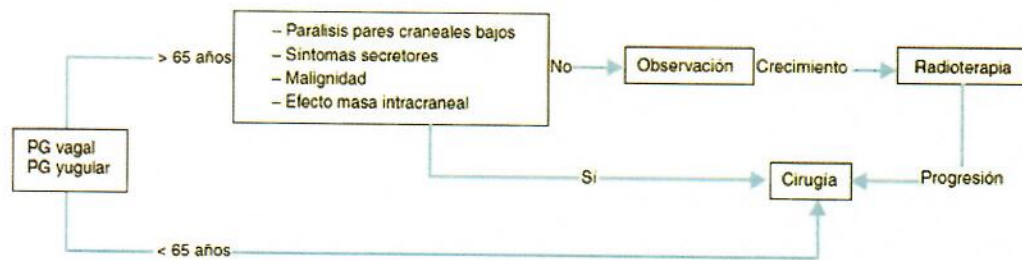 > 65 años
– Parálisis pares craneales bajos
– Síntomas secretores
– Malignidad
– Efecto masa intracraneal
No
Observación
Crecimiento
Radioterapia
PG vagal
PG yugular
Sí
Cirugía
Progresión
< 65 años